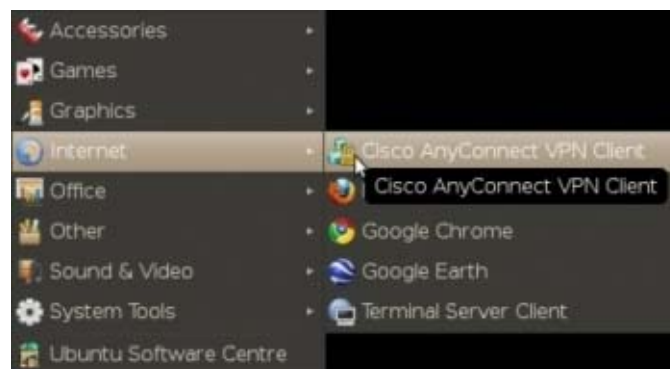 Accessories
Games
Graphics
Internet
Office
Other
Sound & Video
System Tools
Ubuntu Software Centre
Cisco AnyConnect VPN Client
Cisco AnyConnect VPN Client
Google Chrome
Google Earth
Terminal Server Client